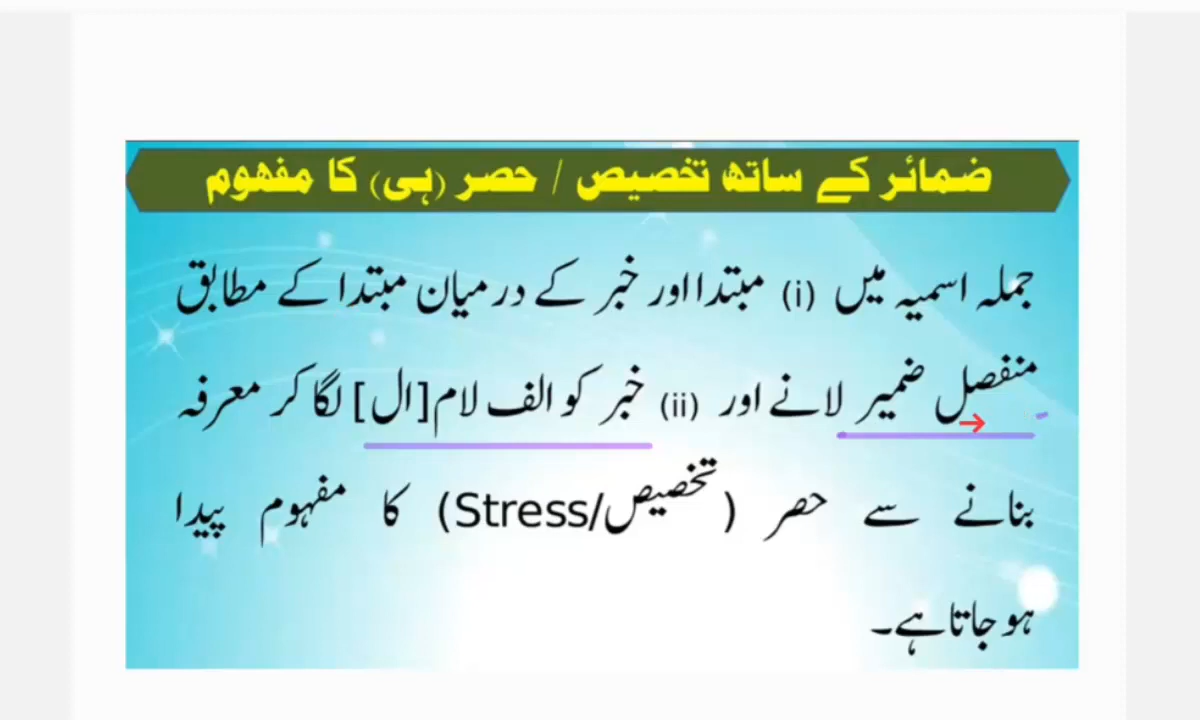 ضمائر کے ساتھ تخصیص / حصر (ہی) کا مفہوم
جملہ اسمیہ میں (i) مبتدا اور خبر کے درمیان مبتدا کے مطابق
منفصل ضمیر لانے اور (ii) خبر کو الف لام [ال] لگا کر معرفہ
بنانے سے حصر (تخصیص/Stress) کا مفہوم پیدا
ہو جاتا ہے۔